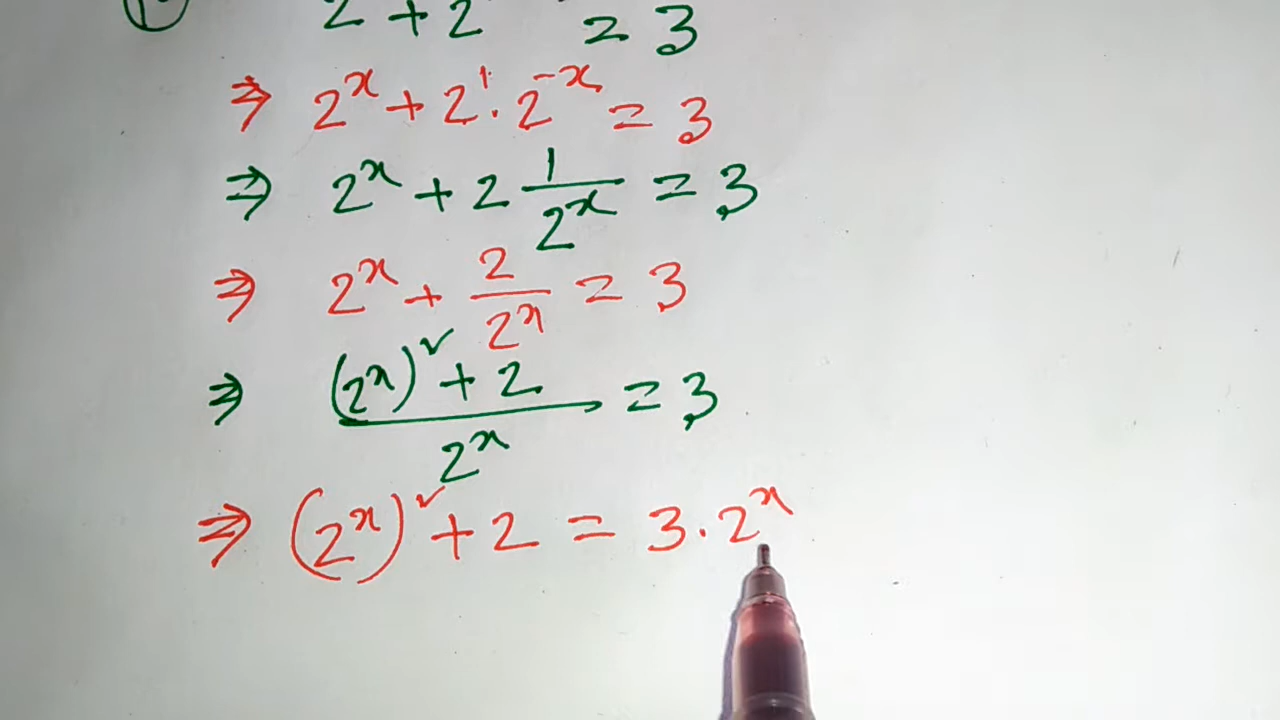 2 + 2 = 3
⇒ 2^x + 2^1 · 2^-x = 3
⇒ 2^x + 2 1/2^x = 3
⇒ 2^x + 2/2^x = 3
⇒ ((2^x)^2 + 2)/2^x = 3
⇒ (2^x)^2 + 2 = 3 · 2^x